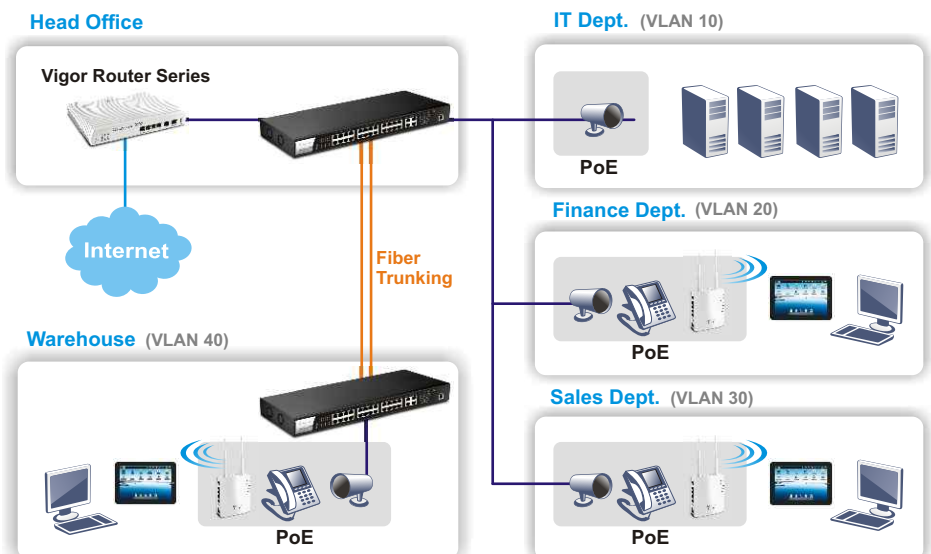 Head Office
Vigor Router Series
Internet
Fiber
Trunking
Warehouse (VLAN 40)
PoE
IT Dept. (VLAN 10)
PoE
Finance Dept. (VLAN 20)
PoE
Sales Dept. (VLAN 30)
PoE